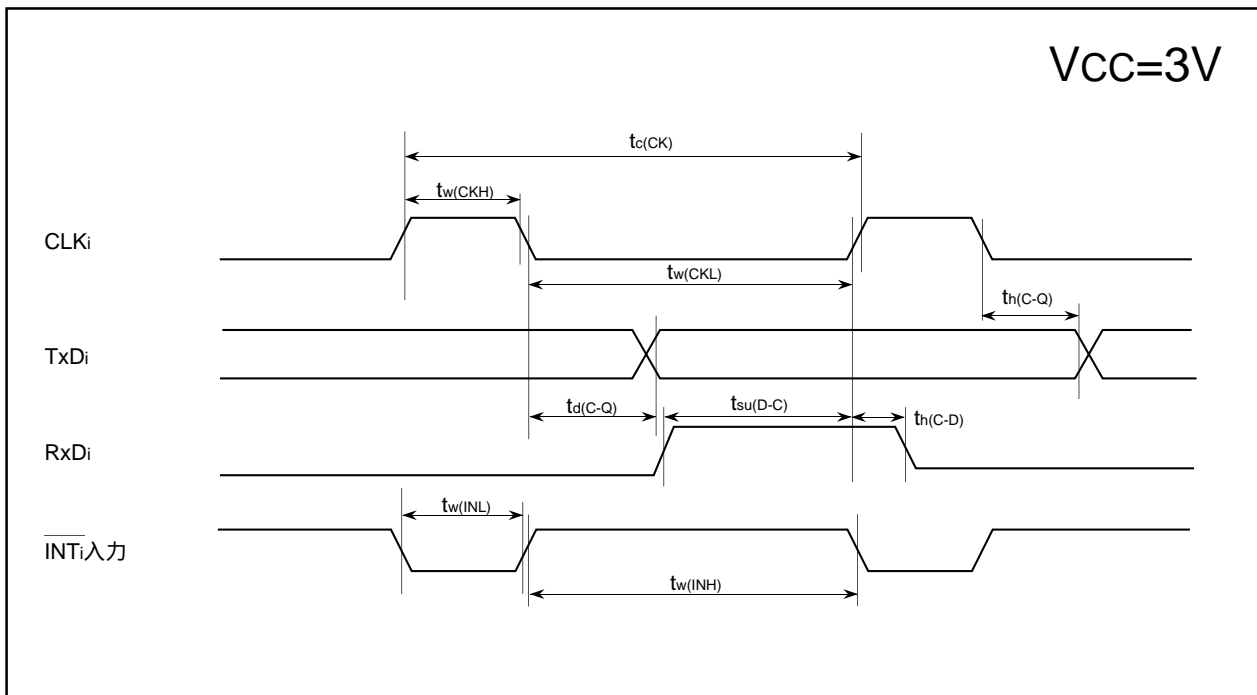 VCC=3V
tc(CK)
tw(CKH)
CLKi
tw(CKL)
th(C-Q)
TxDi
td(C-Q)
tsu(D-C)
th(C-D)
RxDi
tw(INL)
INTi入力
tw(INH)